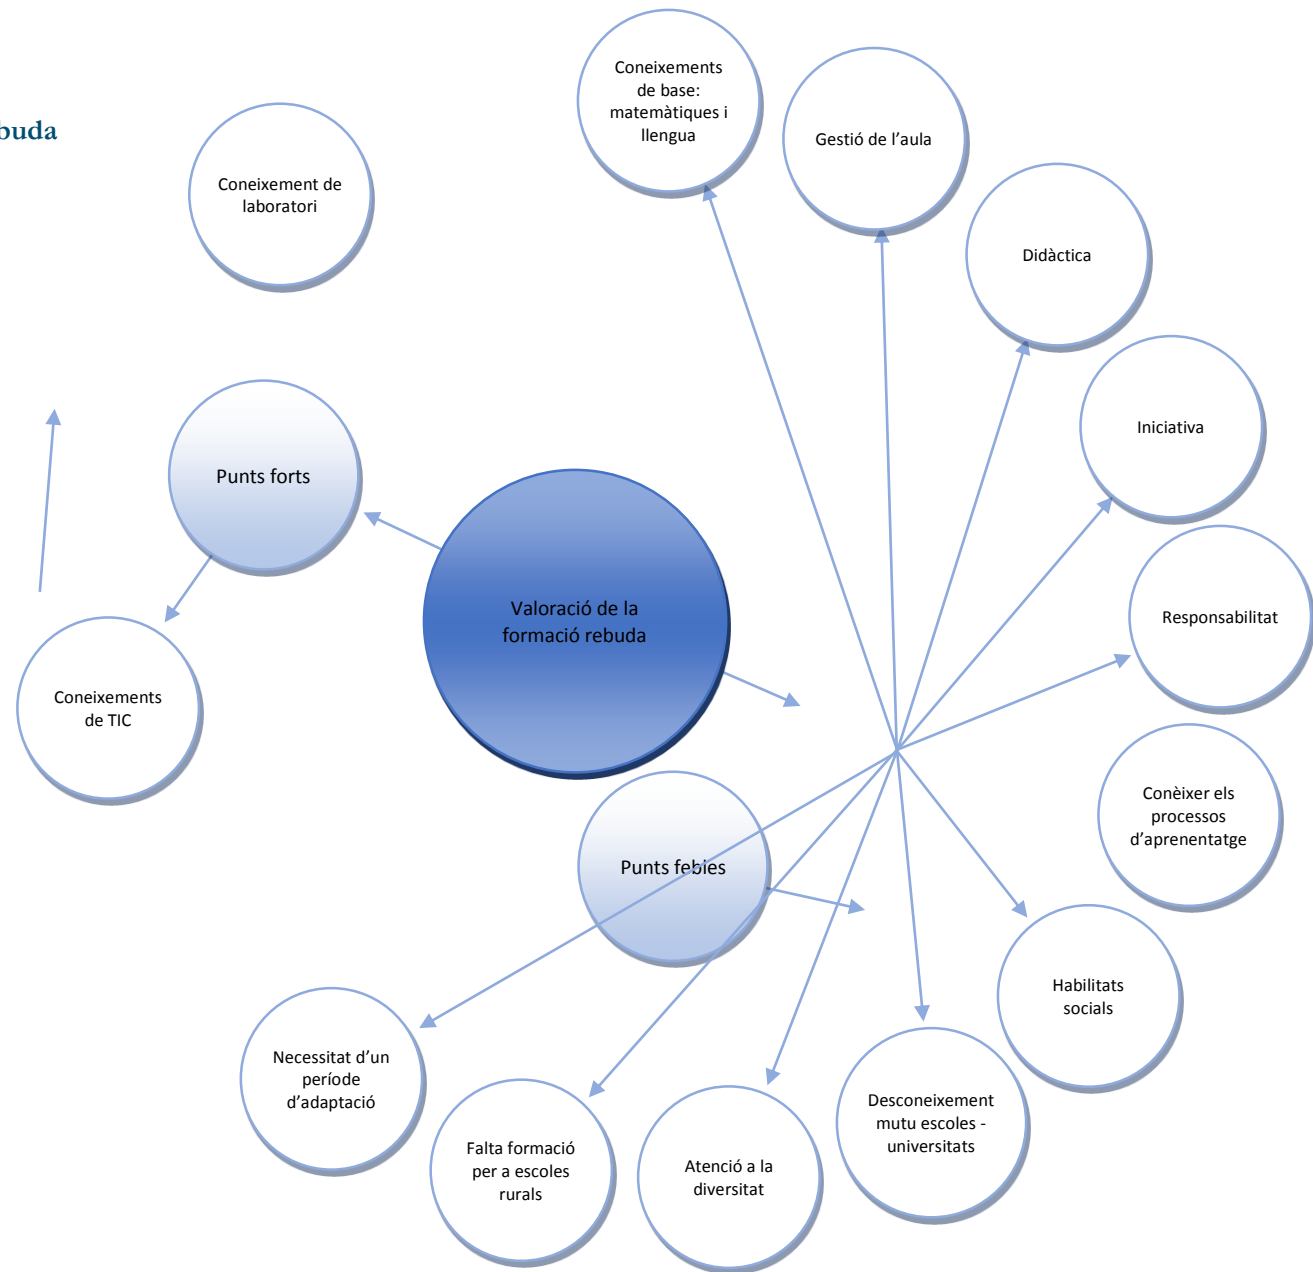 buda
Coneixements
de base:
matemàtiques i
llengua
Gestió de l'aula
Coneixement de
laboratori
Didàctica
Iniciativa
Punts forts
Valoració de la
formació rebuda
Responsabilitat
Coneixements
de TIC
Conèixer els
processos
d'aprenentatge
Punts febles
Habilitats
socials
Necessitat d'un
període
d'adaptació
Desconeixement
mutu escoles -
universitats
Falta formació
per a escoles
rurals
Atenció a la
diversitat